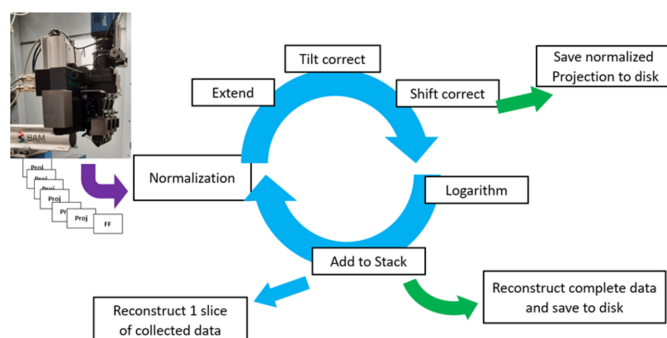 Tilt correct
Save normalized
Projection to disk
Extend
Shift correct
BAM
Proj
Proj
Proj
Proj
FF
Normalization
Logarithm
Add to Stack
Reconstruct 1 slice
of collected data
Reconstruct complete data
and save to disk